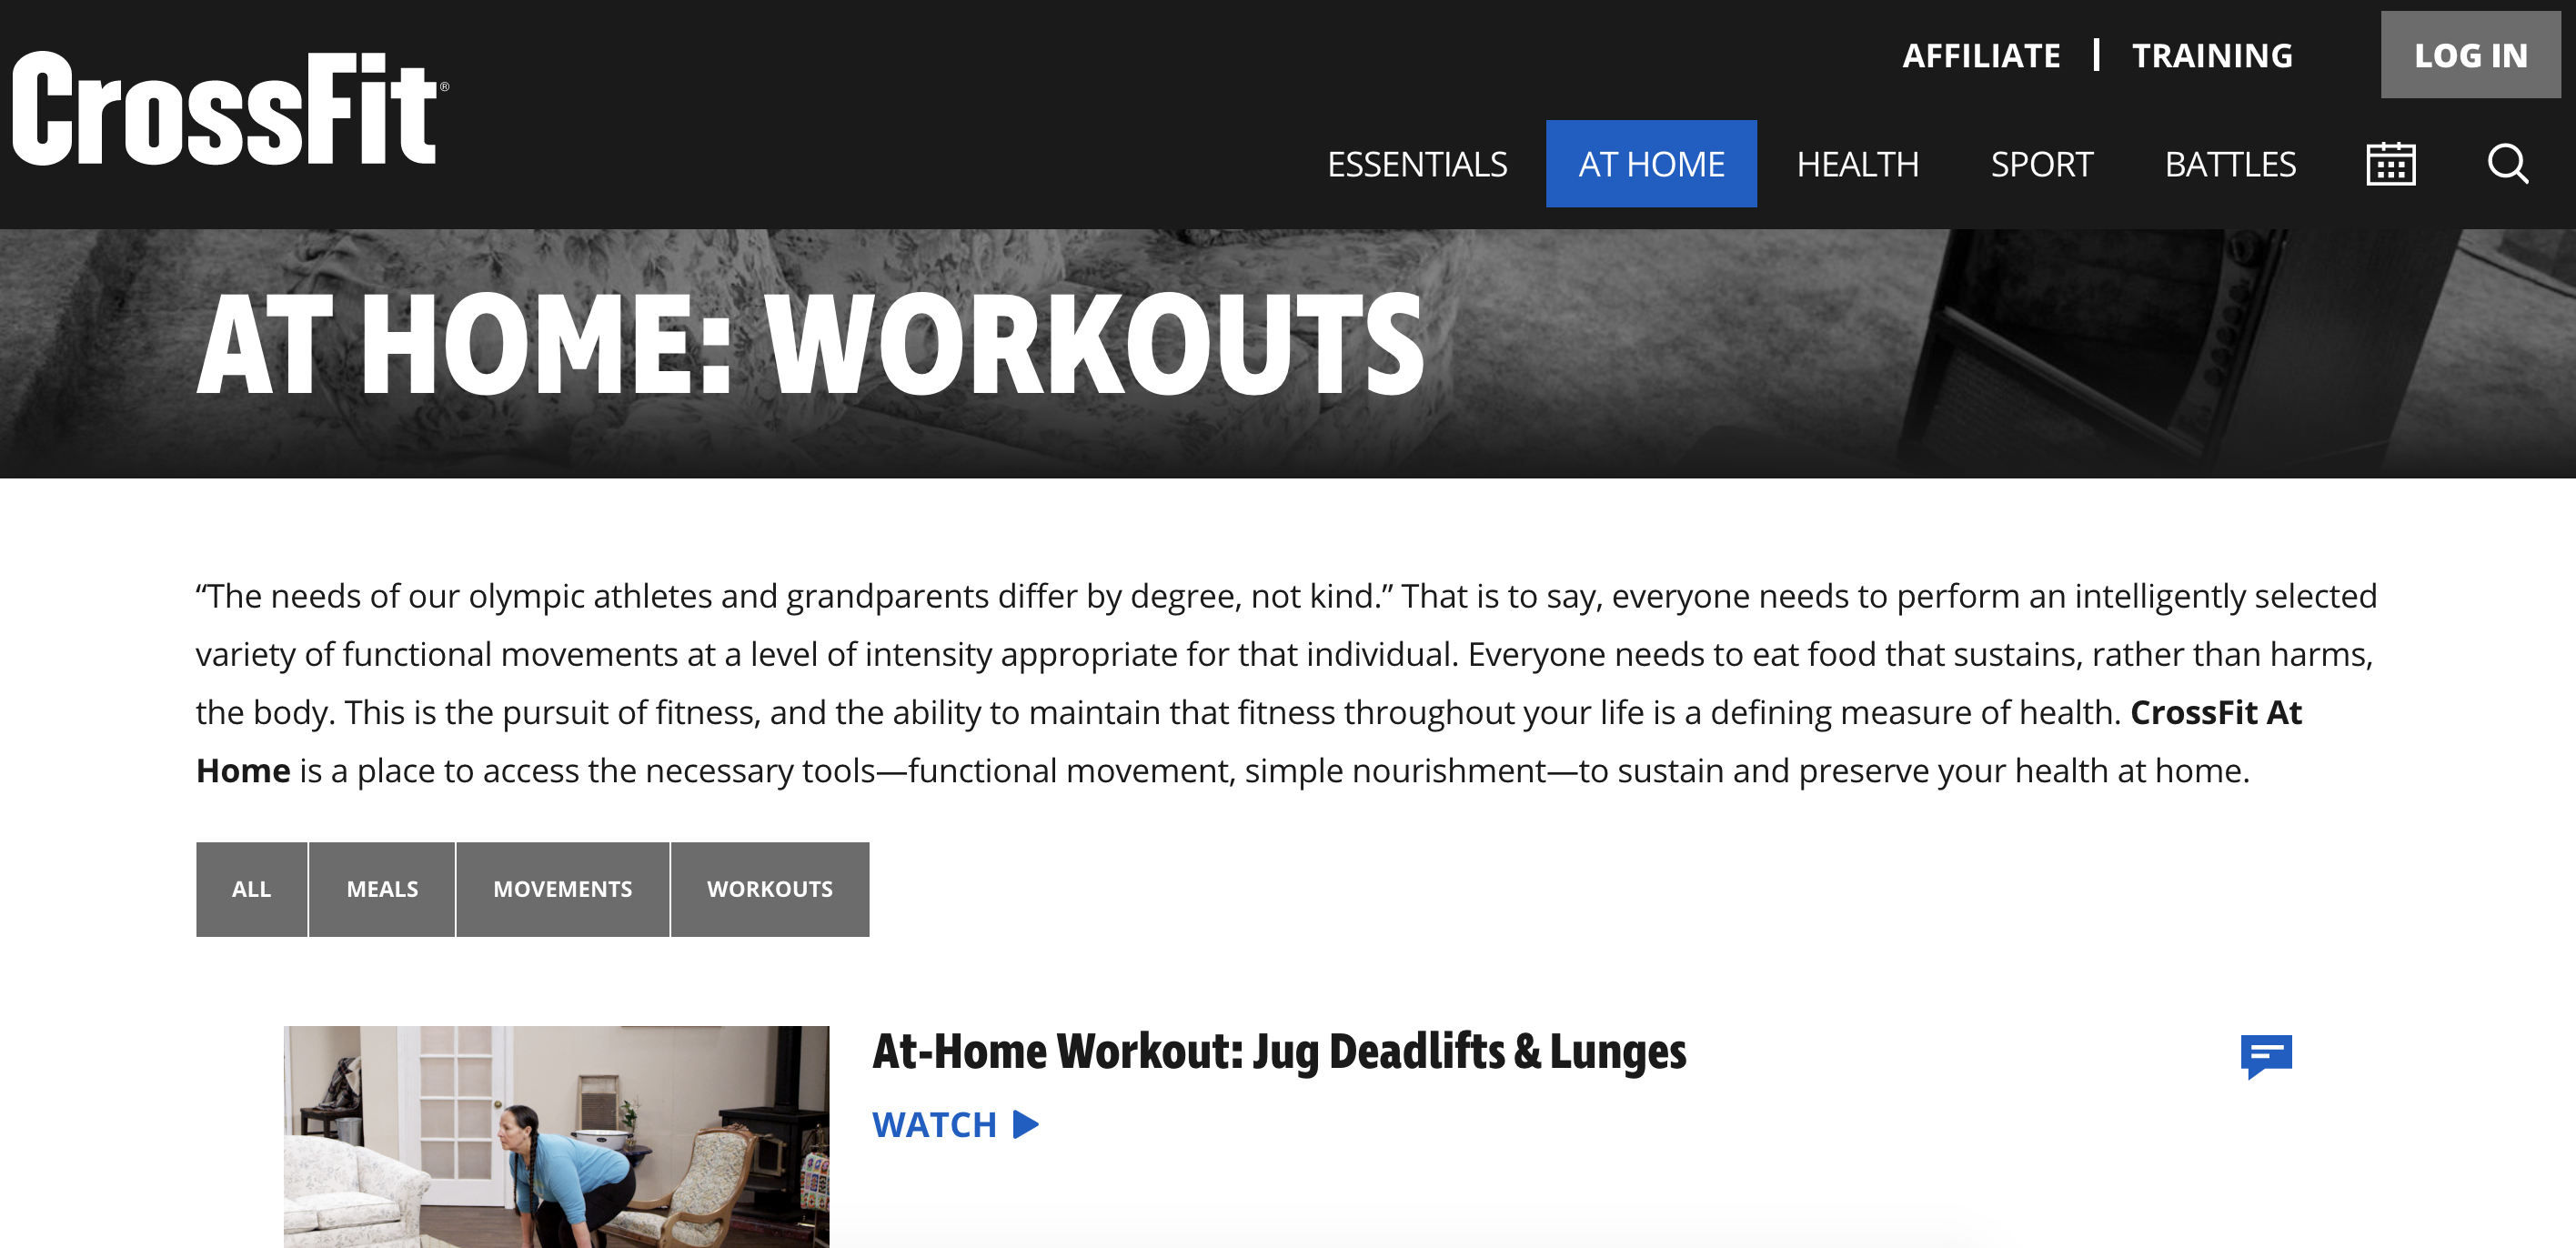 CrossFit®
AFFILIATE | TRAINING
LOG IN
ESSENTIALS
AT HOME
HEALTH
SPORT
BATTLES
AT HOME: WORKOUTS
“The needs of our olympic athletes and grandparents differ by degree, not kind.” That is to say, everyone needs to perform an intelligently selected
variety of functional movements at a level of intensity appropriate for that individual. Everyone needs to eat food that sustains, rather than harms,
the body. This is the pursuit of fitness, and the ability to maintain that fitness throughout your life is a defining measure of health. CrossFit At
Home is a place to access the necessary tools—functional movement, simple nourishment—to sustain and preserve your health at home.
ALL
MEALS
MOVEMENTS
WORKOUTS
At-Home Workout: Jug Deadlifts & Lunges
WATCH